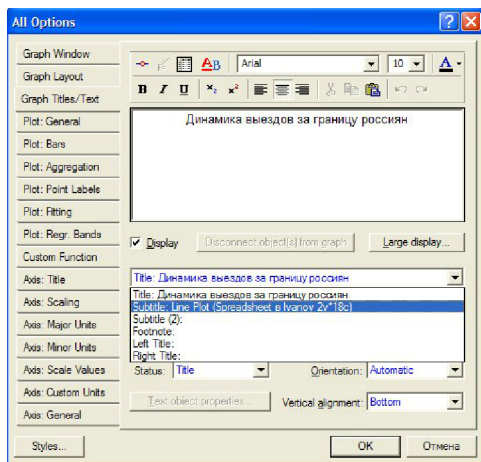 All Options
Graph Window
Graph Layout
Graph Titles/Text
Plot: General
Plot: Bars
Plot: Aggregation
Plot: Point Labels
Plot: Fitting
Plot: Regr. Bands
Custom Function
Axis: Title
Axis: Scaling
Axis: Major Units
Axis: Minor Units
Axis: Scale Values
Axis: Custom Units
Axis: General
AB Arial 10 A
B I U x₂ x²
Динамика выездов за границу россиян
Display Disconnect object(s) from graph Large display...
Title: Динамика выездов за границу россиян
Title: Динамика выездов за границу россиян
Subtitle: Line Plot (Spreadsheet в Ivanov 2v*18c)
Subtitle (2):
Footnote:
Left Title:
Right Title:
Status: Title Orientation: Automatic
Text object properties... Vertical alignment: Bottom
Styles... OK Отмена